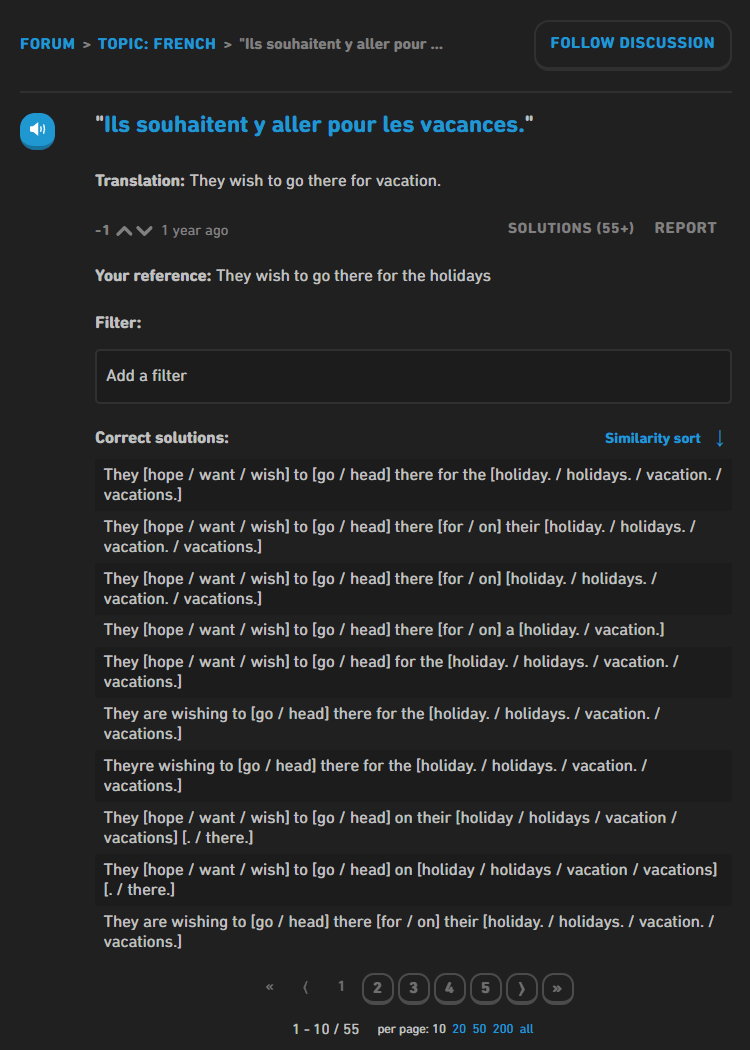 FORUM > TOPIC: FRENCH > "Ils souhaitent y aller pour ...
FOLLOW DISCUSSION
"Ils souhaitent y aller pour les vacances."
Translation: They wish to go there for vacation.
-1 1 year ago
SOLUTIONS (55+) REPORT
Your reference: They wish to go there for the holidays
Filter:
Add a filter
Correct solutions:
Similarity sort ↓
They [hope / want / wish] to [go / head] there for the [holiday. / holidays. / vacation. /
vacations.]
They [hope / want / wish] to [go / head] there [for / on] their [holiday. / holidays. /
vacation. / vacations.]
They [hope / want / wish] to [go / head] there [for / on] [holiday. / holidays. /
vacation. / vacations.]
They [hope / want / wish] to [go / head] there [for / on] a [holiday. / vacation.]
They [hope / want / wish] to [go / head] for the [holiday. / holidays. / vacation. /
vacations.]
They are wishing to [go / head] there for the [holiday. / holidays. / vacation. /
vacations.]
Theyre wishing to [go / head] there for the [holiday. / holidays. / vacation. /
vacations.]
They [hope / want / wish] to [go / head] on their [holiday / holidays / vacation /
vacations] [. / there.]
They [hope / want / wish] to [go / head] on [holiday / holidays / vacation / vacations]
[. / there.]
They are wishing to [go / head] there [for / on] their [holiday. / holidays. / vacation. /
vacations.]
« ⟨ 1 2 3 4 5 ⟩ »
1 - 10 / 55 per page: 10 20 50 200 all